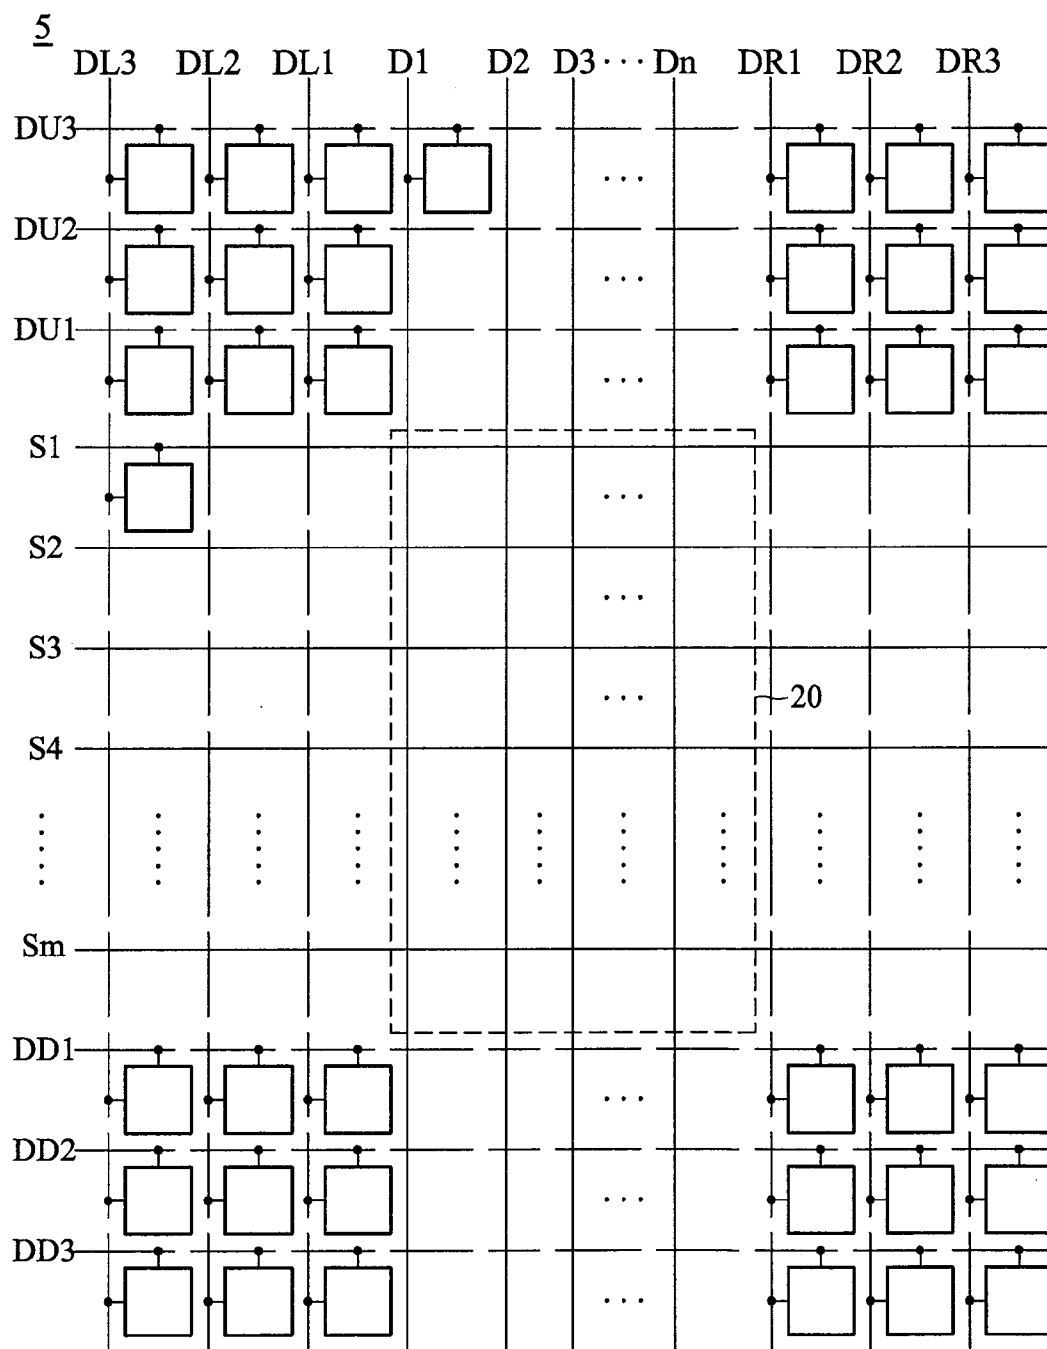 5
DL3 DL2 DL1 D1 D2 D3 ··· Dn DR1 DR2 DR3
DU3
DU2
DU1
S1
S2
S3
20
S4
Sm
DD1
DD2
DD3